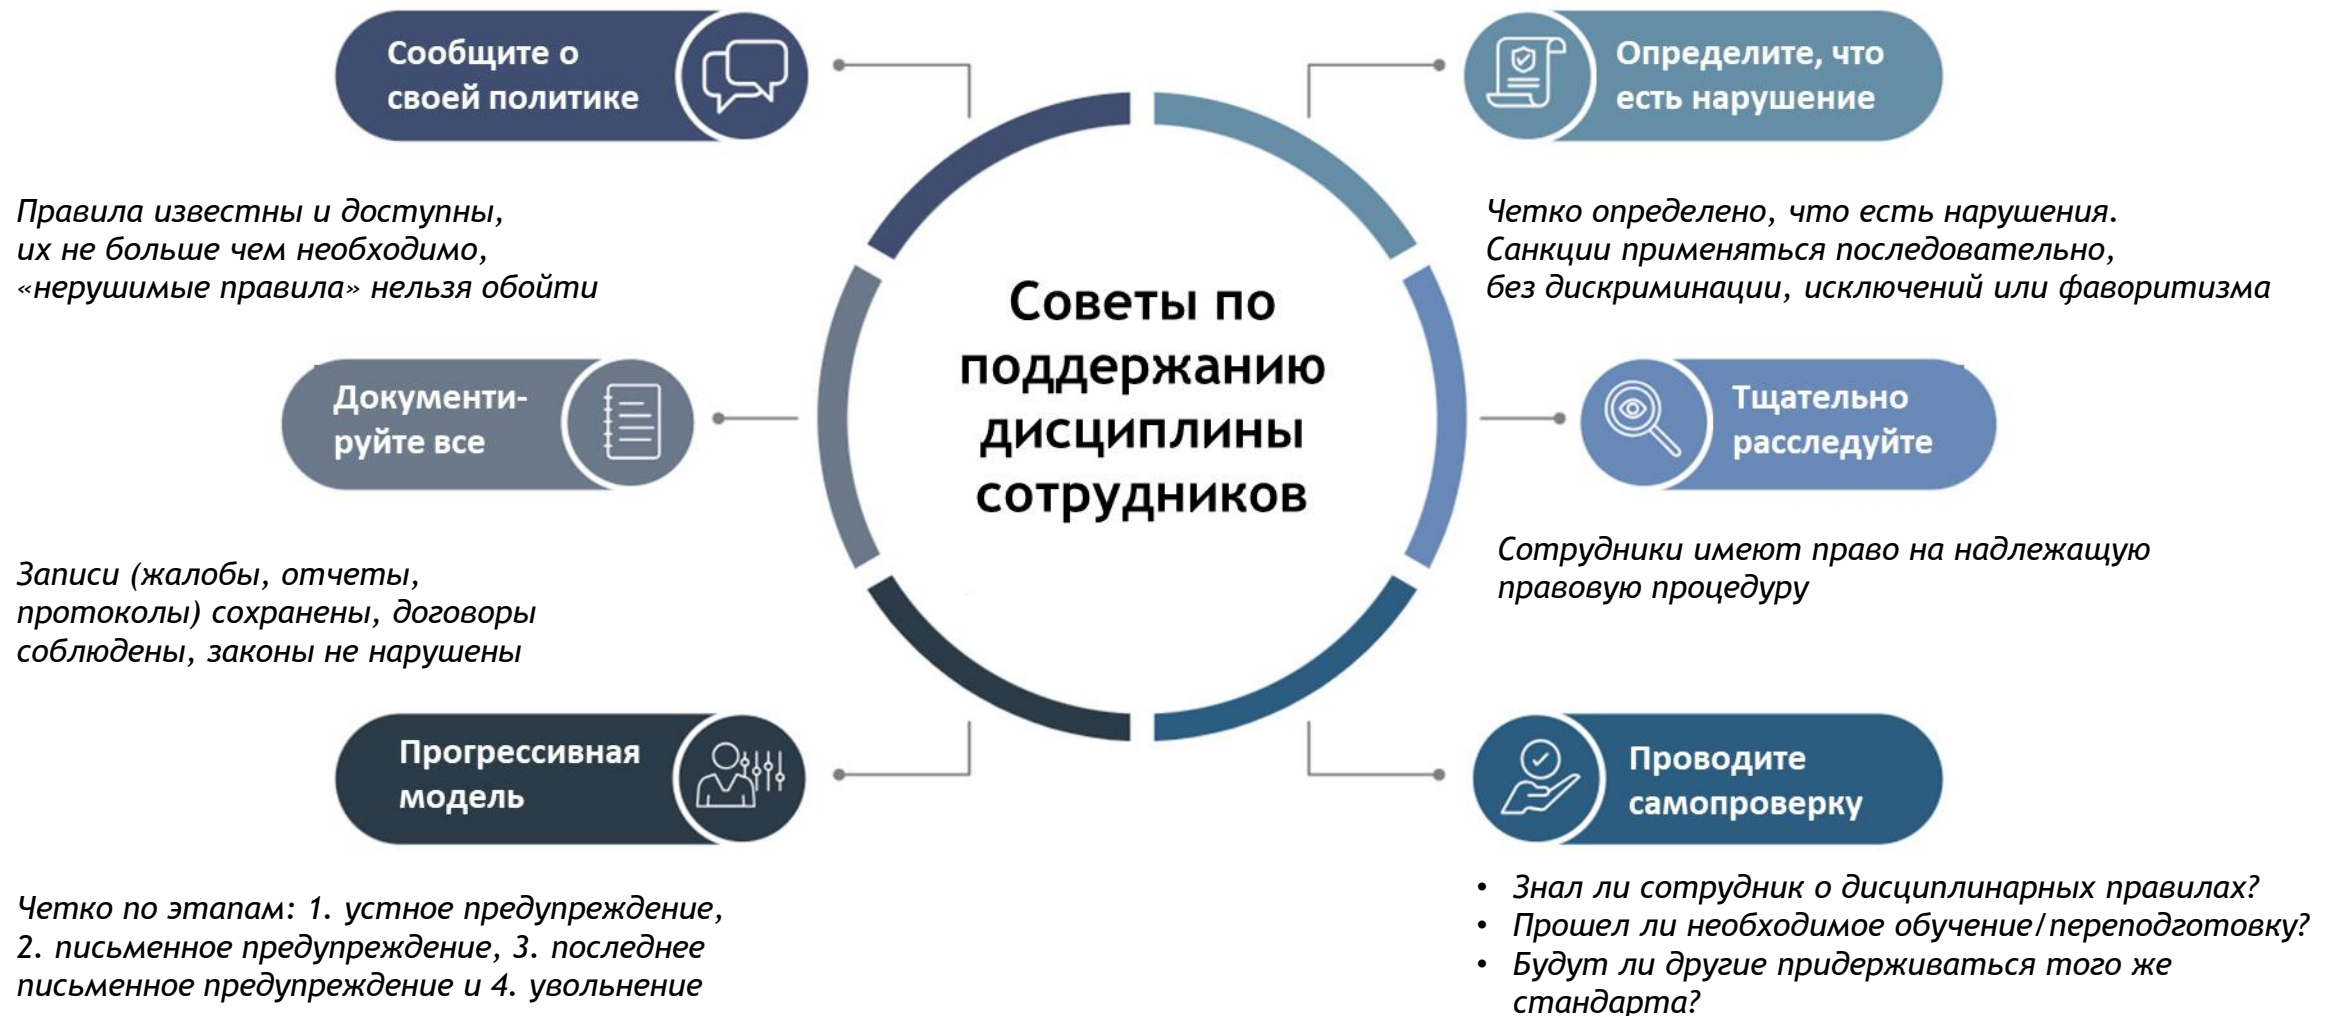 Сообщите о
своей политике
Правила известны и доступны,
их не больше чем необходимо,
«нерушимые правила» нельзя обойти
Документи-
руйте все
Записи (жалобы, отчеты,
протоколы) сохранены, договоры
соблюдены, законы не нарушены
Прогрессивная
модель
Четко по этапам: 1. устное предупреждение,
2. письменное предупреждение, 3. последнее
письменное предупреждение и 4. увольнение
Советы по
поддержанию
дисциплины
сотрудников
Определите, что
есть нарушение
Четко определено, что есть нарушения.
Санкции применяться последовательно,
без дискриминации, исключений или фаворитизма
Тщательно
расследуйте
Сотрудники имеют право на надлежащую
правовую процедуру
Проводите
самопроверку
• Знал ли сотрудник о дисциплинарных правилах?
• Прошел ли необходимое обучение/переподготовку?
• Будут ли другие придерживаться того же
стандарта?